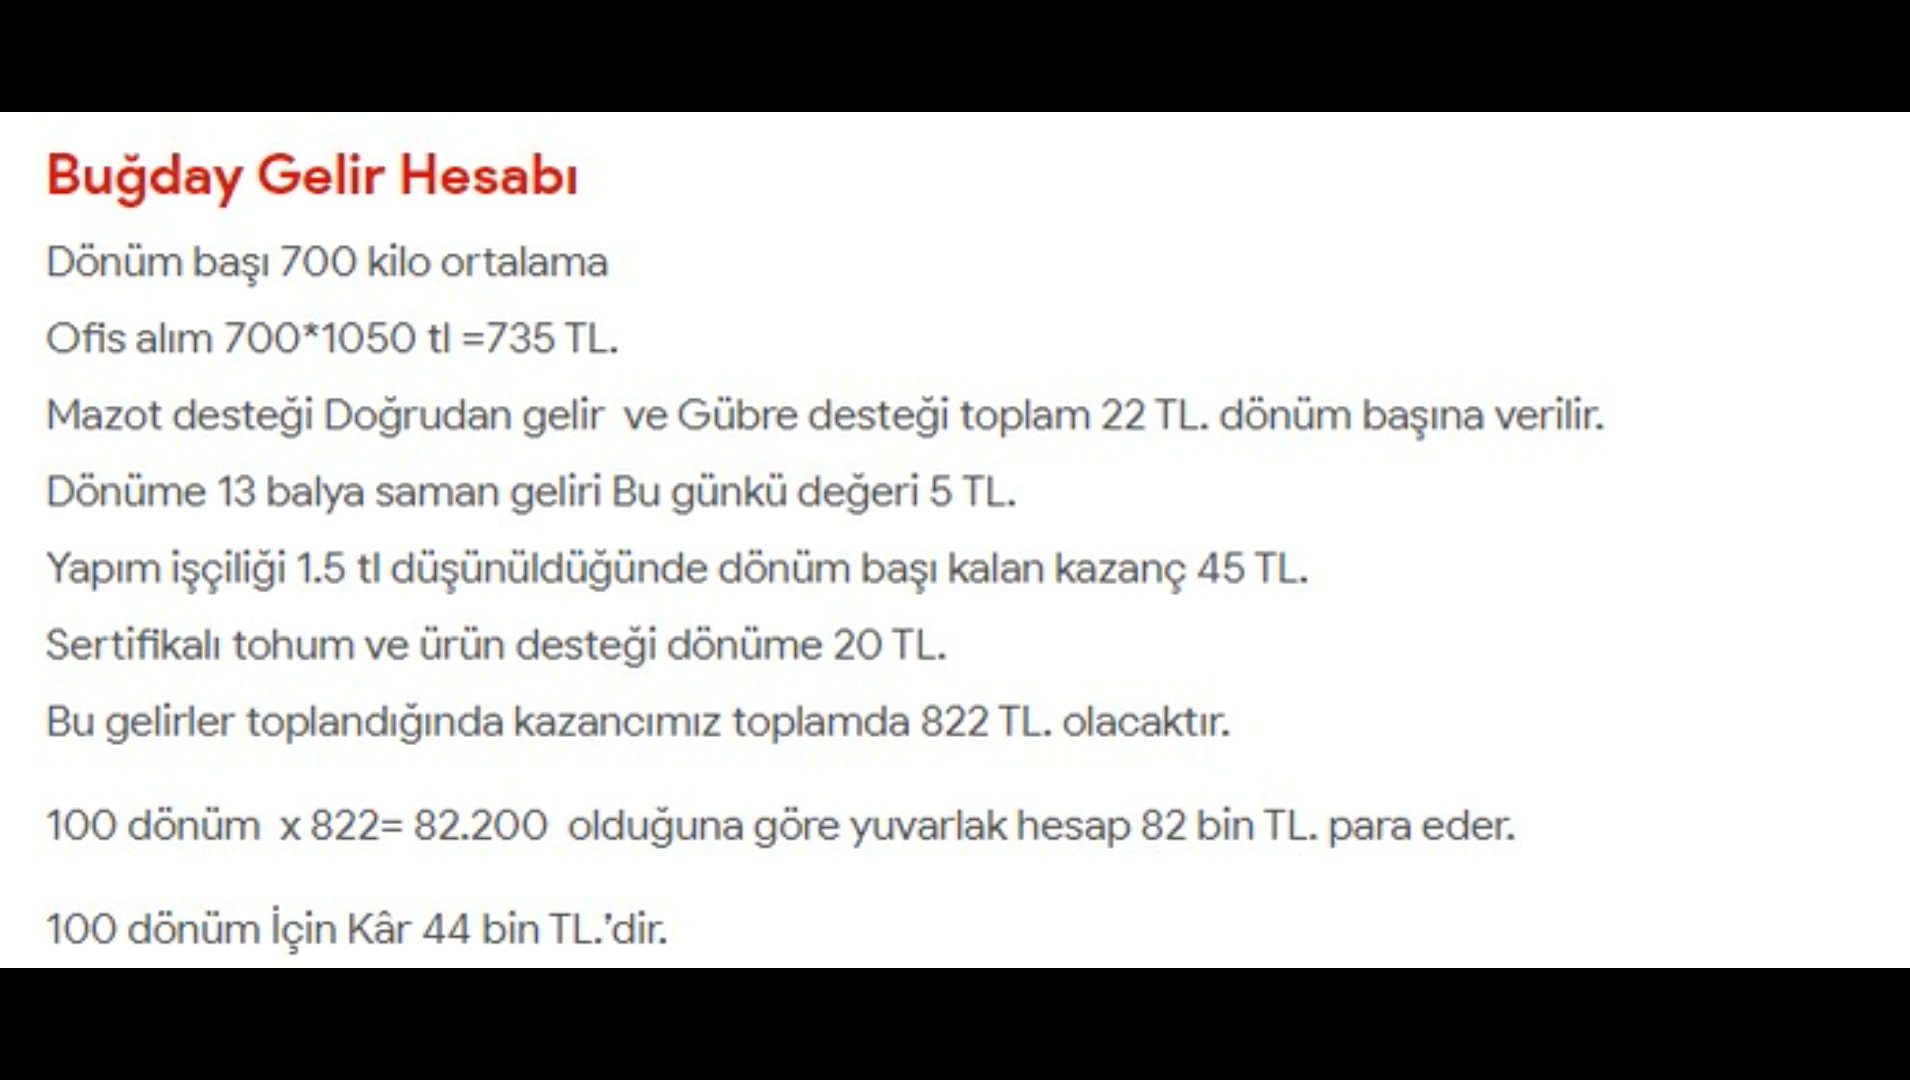 Buğday Gelir Hesabı
Dönüm başı 700 kilo ortalama
Ofis alım 700*1050 tl =735 TL.
Mazot desteği Doğrudan gelir  ve Gübre desteği toplam 22 TL. dönüm başına verilir.
Dönüme 13 balya saman geliri Bu günkü değeri 5 TL.
Yapım işçiliği 1.5 tl düşünüldüğünde dönüm başı kalan kazanç 45 TL.
Sertifikalı tohum ve ürün desteği dönüme 20 TL.
Bu gelirler toplandığında kazancımız toplamda 822 TL. olacaktır.
100 dönüm  x 822= 82.200  olduğuna göre yuvarlak hesap 82 bin TL. para eder.
100 dönüm İçin Kâr 44 bin TL.’dir.